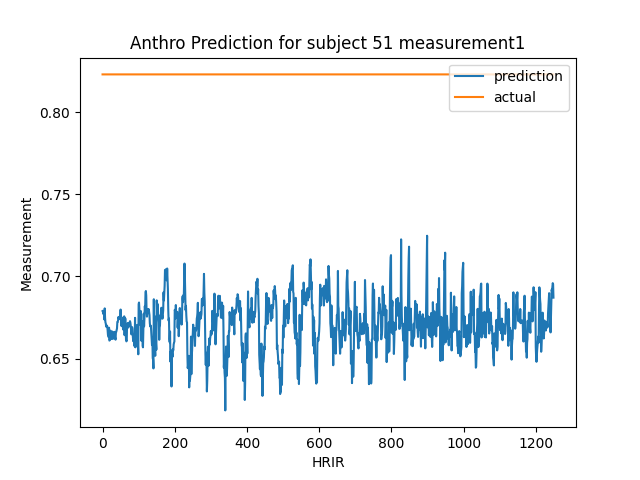 Anthro Prediction for subject 51 measurement1
prediction
actual
0.80
0.75
0.70
0.65
Measurement
0
200
400
600
800
1000
1200
HRIR